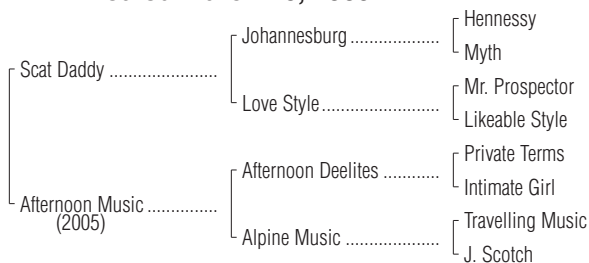 Hennessy
Johannesburg ...................
Myth
Scat Daddy ......................
Mr. Prospector
Love Style.........................
Likeable Style
Private Terms
Afternoon Deelites ............
Intimate Girl
Afternoon Music ..............
(2005)
Travelling Music
Alpine Music ....................
J. Scotch